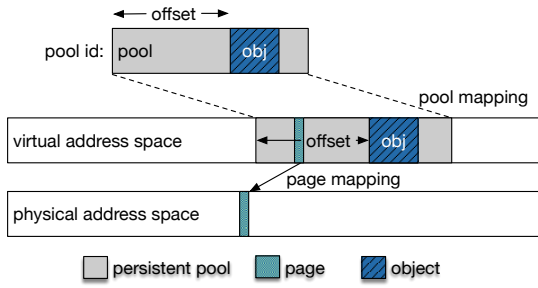 offset
pool id:
pool
obj
pool mapping
virtual address space
offset
obj
page mapping
physical address space
persistent pool
page
object